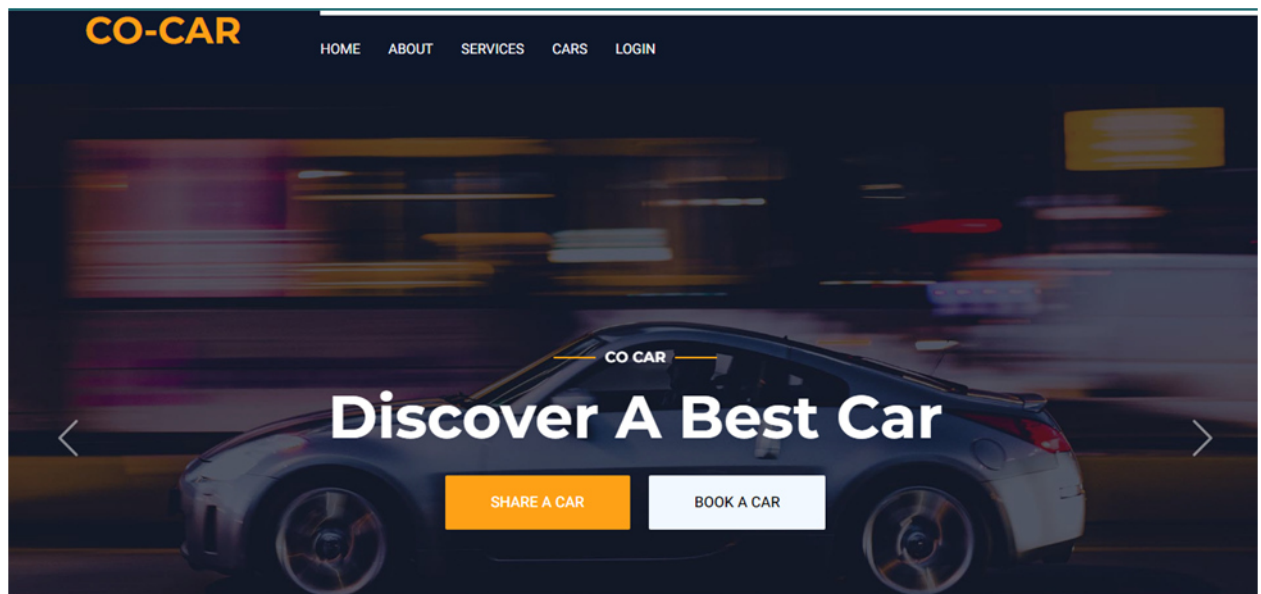 CO-CAR
HOME ABOUT SERVICES CARS LOGIN
CO CAR
Discover A Best Car
SHARE A CAR BOOK A CAR